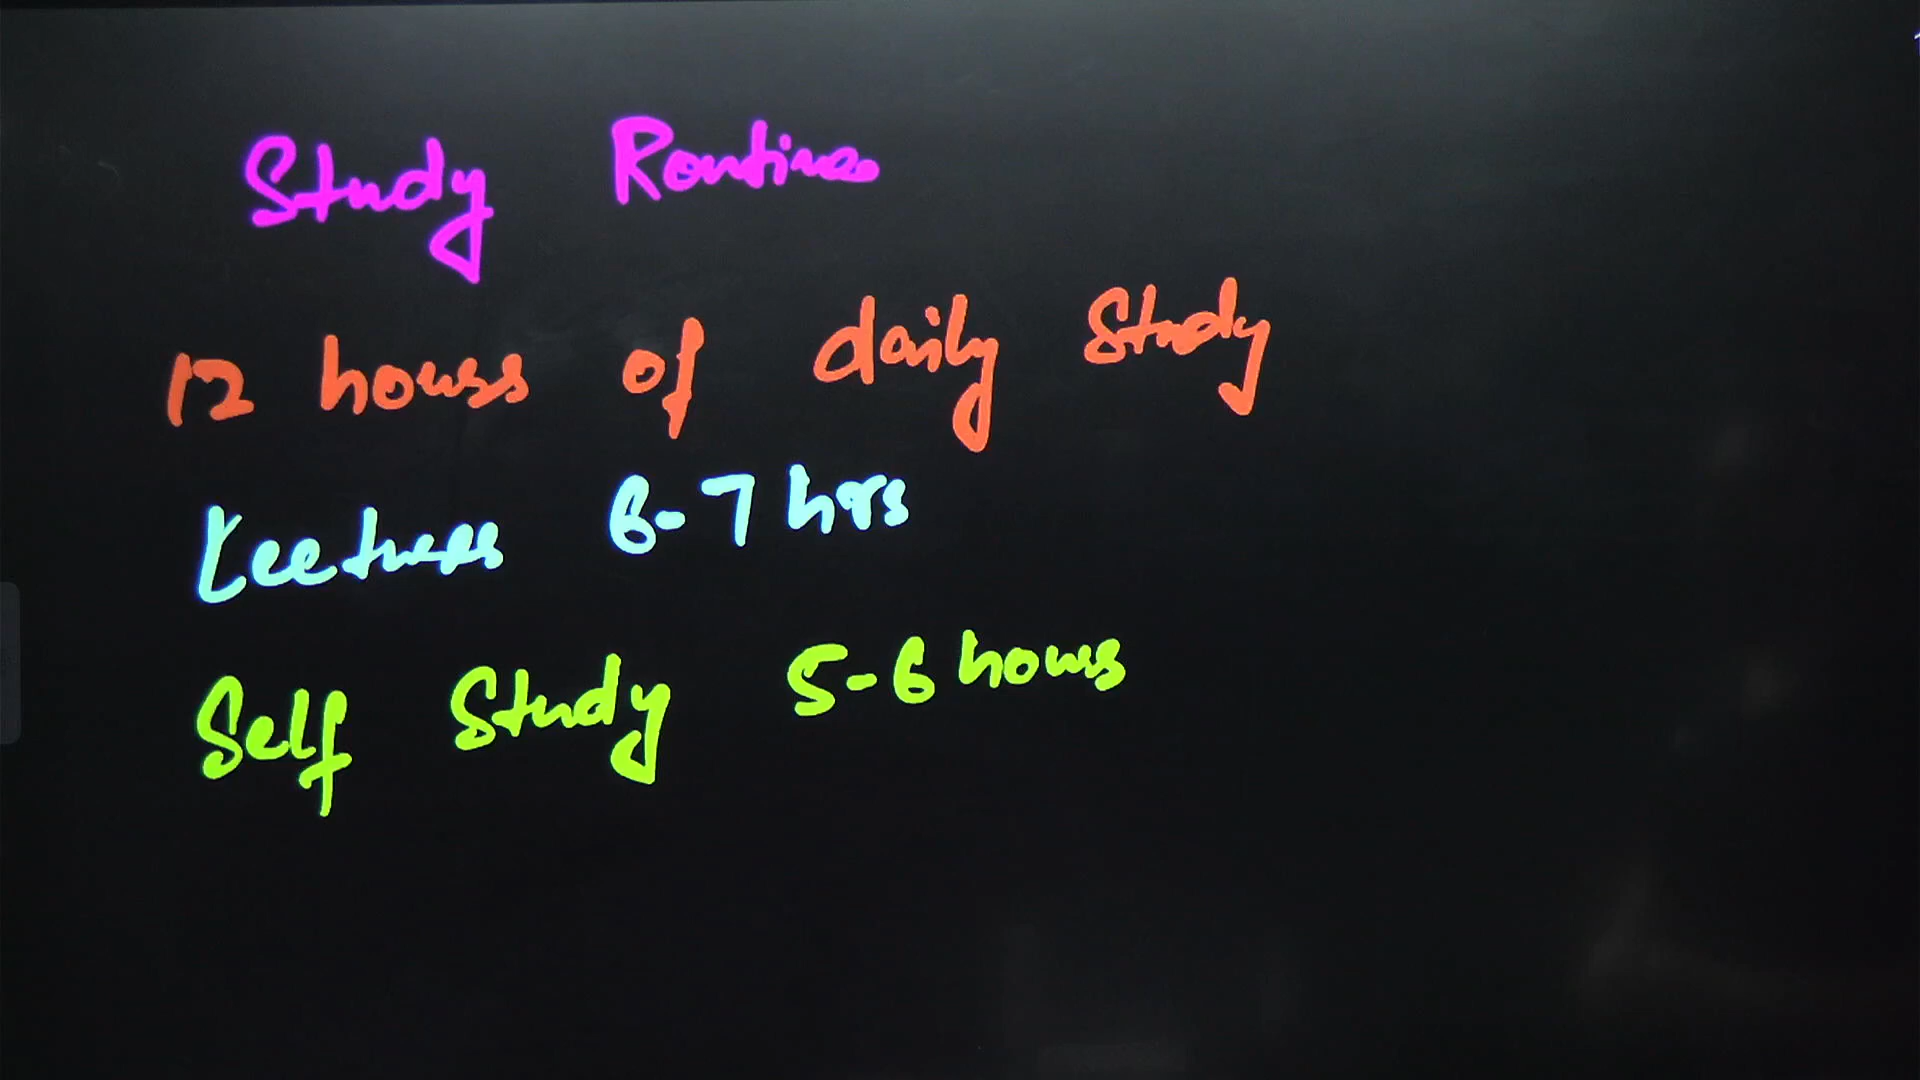 Study Routine
12 hours of daily study
Lectures 6-7 hrs
Self Study 5-6 hours